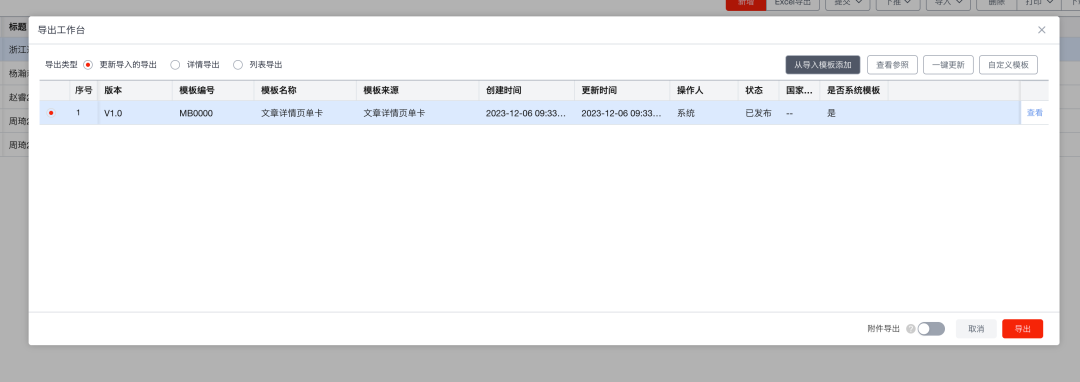 新增 Excel导出 提交 下推 导入 删除 打印
标题
导出工作台
导出类型 更新导入的导出 详情导出 列表导出 从导入模板添加 查看参照 一键更新 自定义模板
序号 版本 模板编号 模板名称 模板来源 创建时间 更新时间 操作人 状态 国家... 是否系统模板
1 V1.0 MB0000 文章详情页单卡 文章详情页单卡 2023-12-06 09:33... 2023-12-06 09:33... 系统 已发布 -- 是 查看
浙江
杨瀚
赵睿
周琦
周琦
附件导出 取消 导出